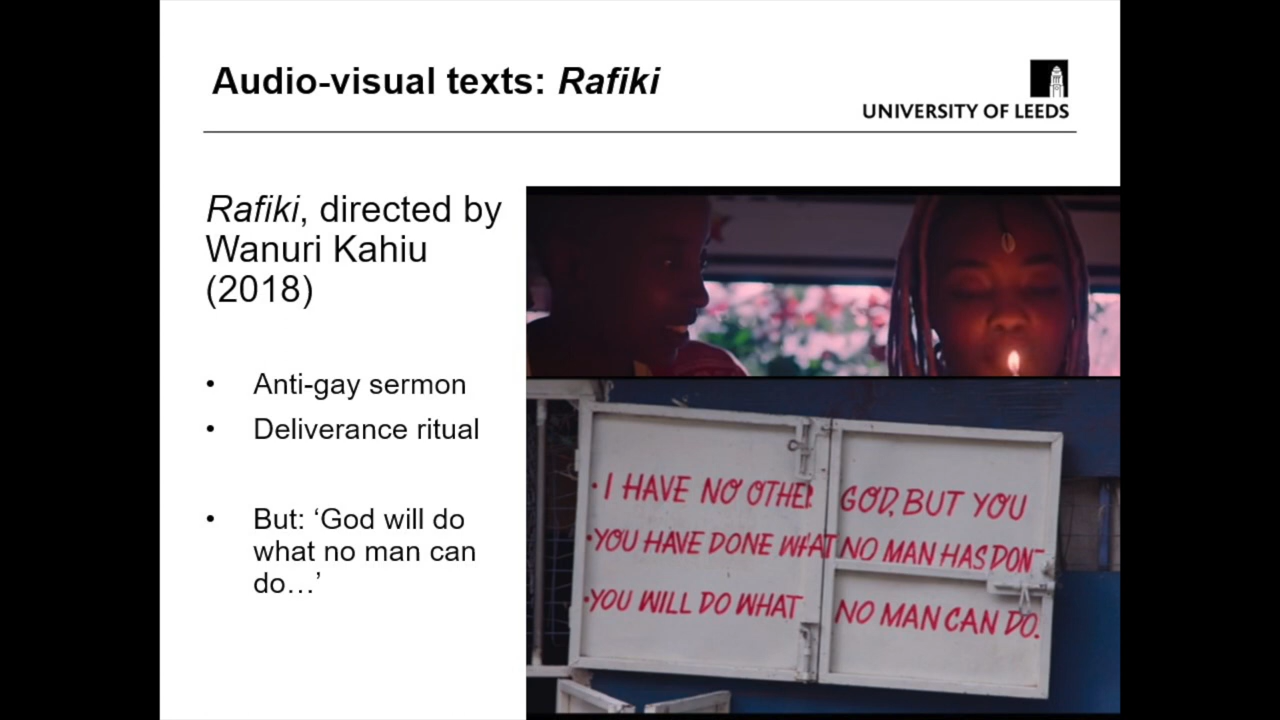 Audio-visual texts: Rafiki
UNIVERSITY OF LEEDS
Rafiki, directed by
Wanuri Kahiu
(2018)
• Anti-gay sermon
• Deliverance ritual
• But: ‘God will do
what no man can
do…’
• I HAVE NO OTHER GOD, BUT YOU
• YOU HAVE DONE WHAT NO MAN HAS DON
• YOU WILL DO WHAT NO MAN CAN DO.